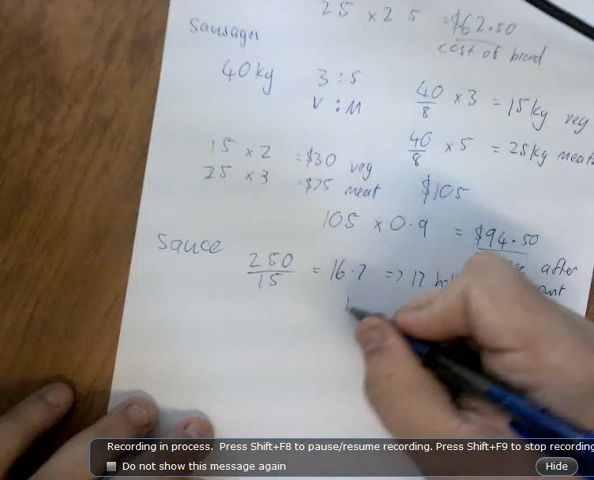 25 × 2.5 = $62.50
cost of bread
Sausages
40kg 3 : 5
V : M
40/8 × 3 = 15kg veg
40/8 × 5 = 25kg meat
15 × 2 = $30 veg
25 × 3 = $75 meat
$105
105 × 0.9 = $94.50
after
Sauce
250/15 = 16.7 => 17
Recording in process. Press Shift+F8 to pause/resume recording. Press Shift+F9 to stop recording
Do not show this message again
Hide